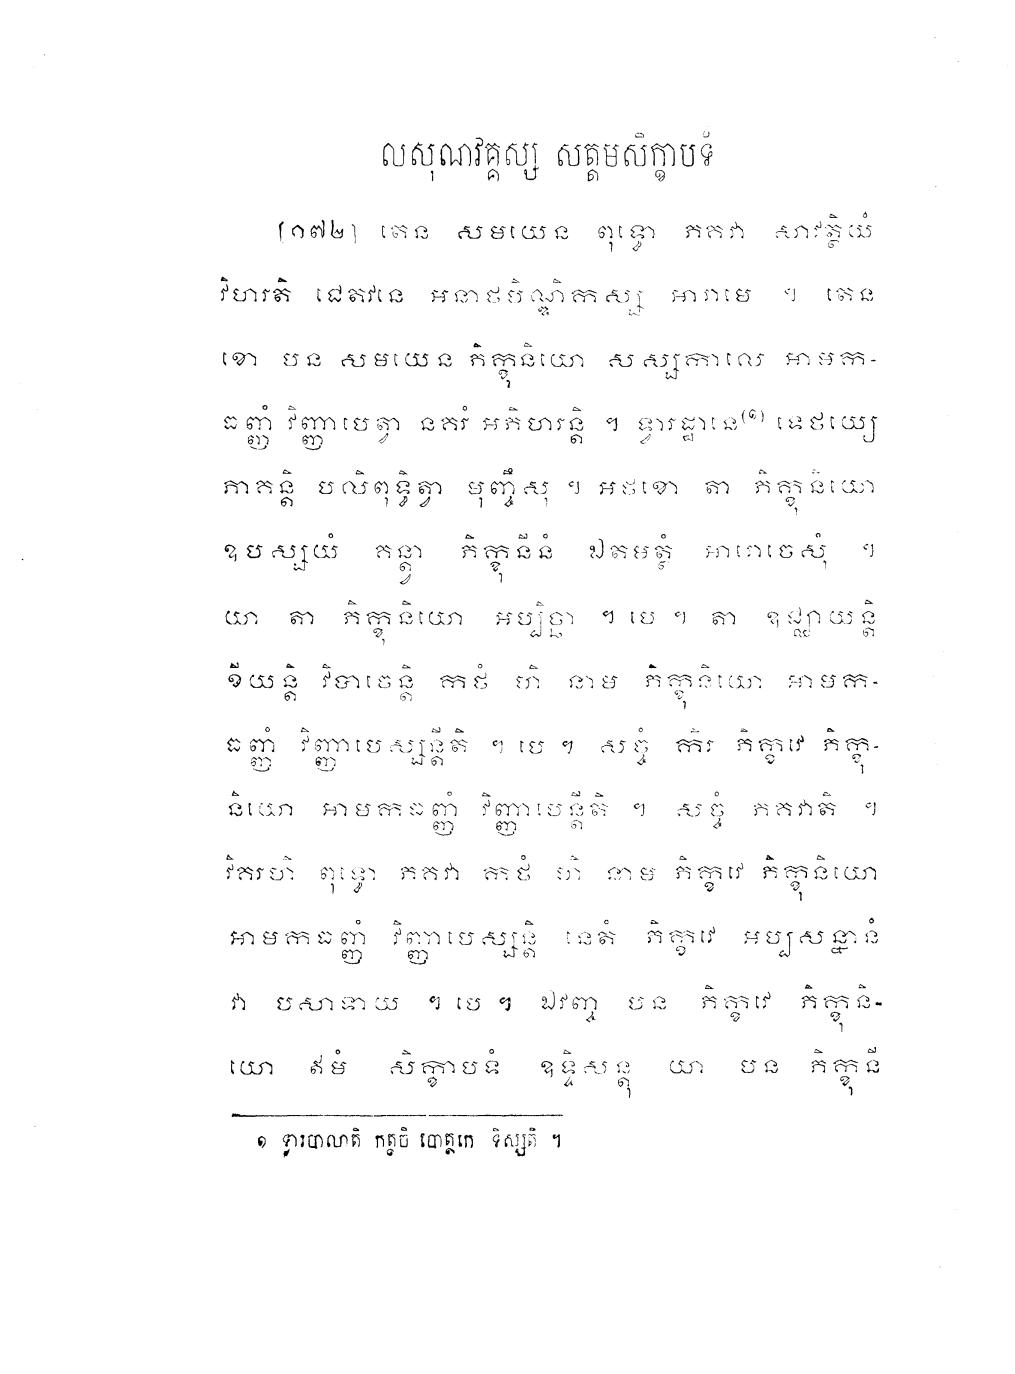 លសុណវគ្គស្ស សត្តមសិក្ខាបទំ
(១៧២) តេន សមយេន ពុទ្ធោ ភគវា សាវត្ថិយំ
វិហរតិ ជេតវនេ អនាថបិណ្ឌិកស្ស អារាមេ ។ តេន
ខោ បន សមយេន ភិក្ខុនិយោ សស្សកាលេ អាមក-
ធញ្ញំ វិញ្ញាបេត្វា នគរំ អភិហរន្តិ ។ ទ្វារដ្ឋានេ(១) ទេថយ្យេ
ភាគន្តិ បលិពុទ្ធិត្វា មុញ្ចឹសុ ។ អថខោ តា ភិក្ខុនិយោ
ឧបស្សយំ គន្ត្វា ភិក្ខុនីនំ ឯតមត្ថំ អារោចេសុំ ។
យា តា ភិក្ខុនិយោ អប្បិច្ឆា ។ បេ ។ តា ឧជ្ឈាយន្តិ
ខីយន្តិ វិបាចេន្តិ កថំ ហិ នាម ភិក្ខុនិយោ អាមក-
ធញ្ញំ វិញ្ញាបេស្សន្តីតិ ។ បេ ។ សច្ចំ កិរ ភិក្ខវេ ភិក្ខុ-
និយោ អាមកធញ្ញំ វិញ្ញាបេន្តីតិ ។ សច្ចំ ភគវាតិ ។
វិគរហិ ពុទ្ធោ ភគវា កថំ ហិ នាម ភិក្ខវេ ភិក្ខុនិយោ
អាមកធញ្ញំ វិញ្ញាបេស្សន្តិ នេតំ ភិក្ខវេ អប្បសន្នានំ
វា បសាទាយ ។ បេ ។ ឯវញ្ច បន ភិក្ខវេ ភិក្ខុនិ-
យោ ឥមំ សិក្ខាបទំ ឧទ្ទិសន្តុ យា បន ភិក្ខុនី
១ ទ្វារបាលាតិ កត្ថចិ បោត្ថកេ ទិស្សតិ ។